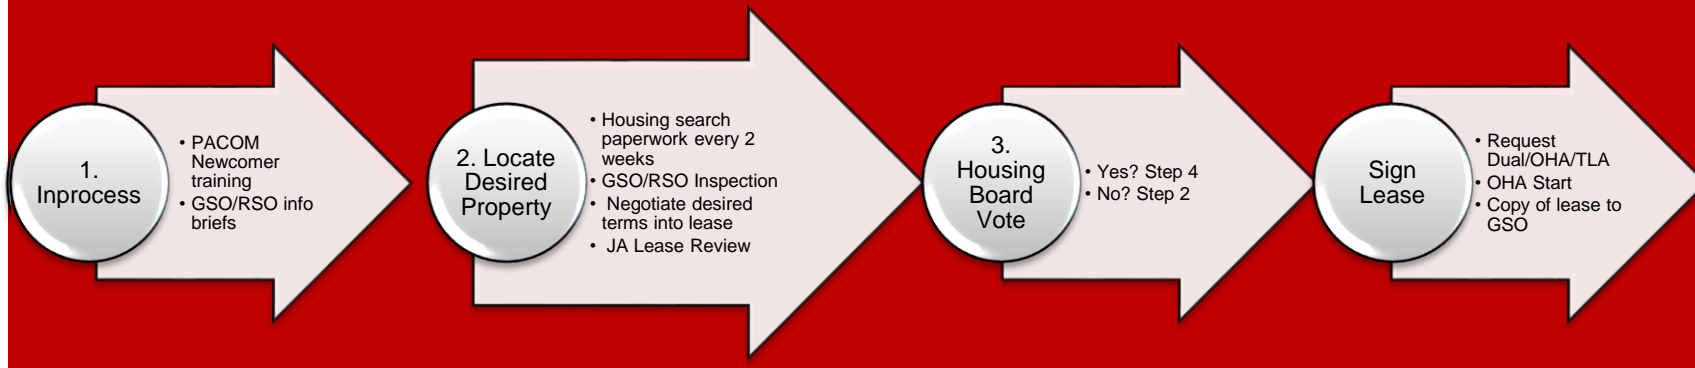 1.
Inprocess
• PACOM
Newcomer
training
• GSO/RSO info
briefs
2. Locate
Desired
Property
• Housing search
paperwork every 2
weeks
• GSO/RSO Inspection
• Negotiate desired
terms into lease
• JA Lease Review
3.
Housing
Board
Vote
• Yes? Step 4
• No? Step 2
Sign
Lease
• Request
Dual/OHA/TLA
• OHA Start
• Copy of lease to
GSO